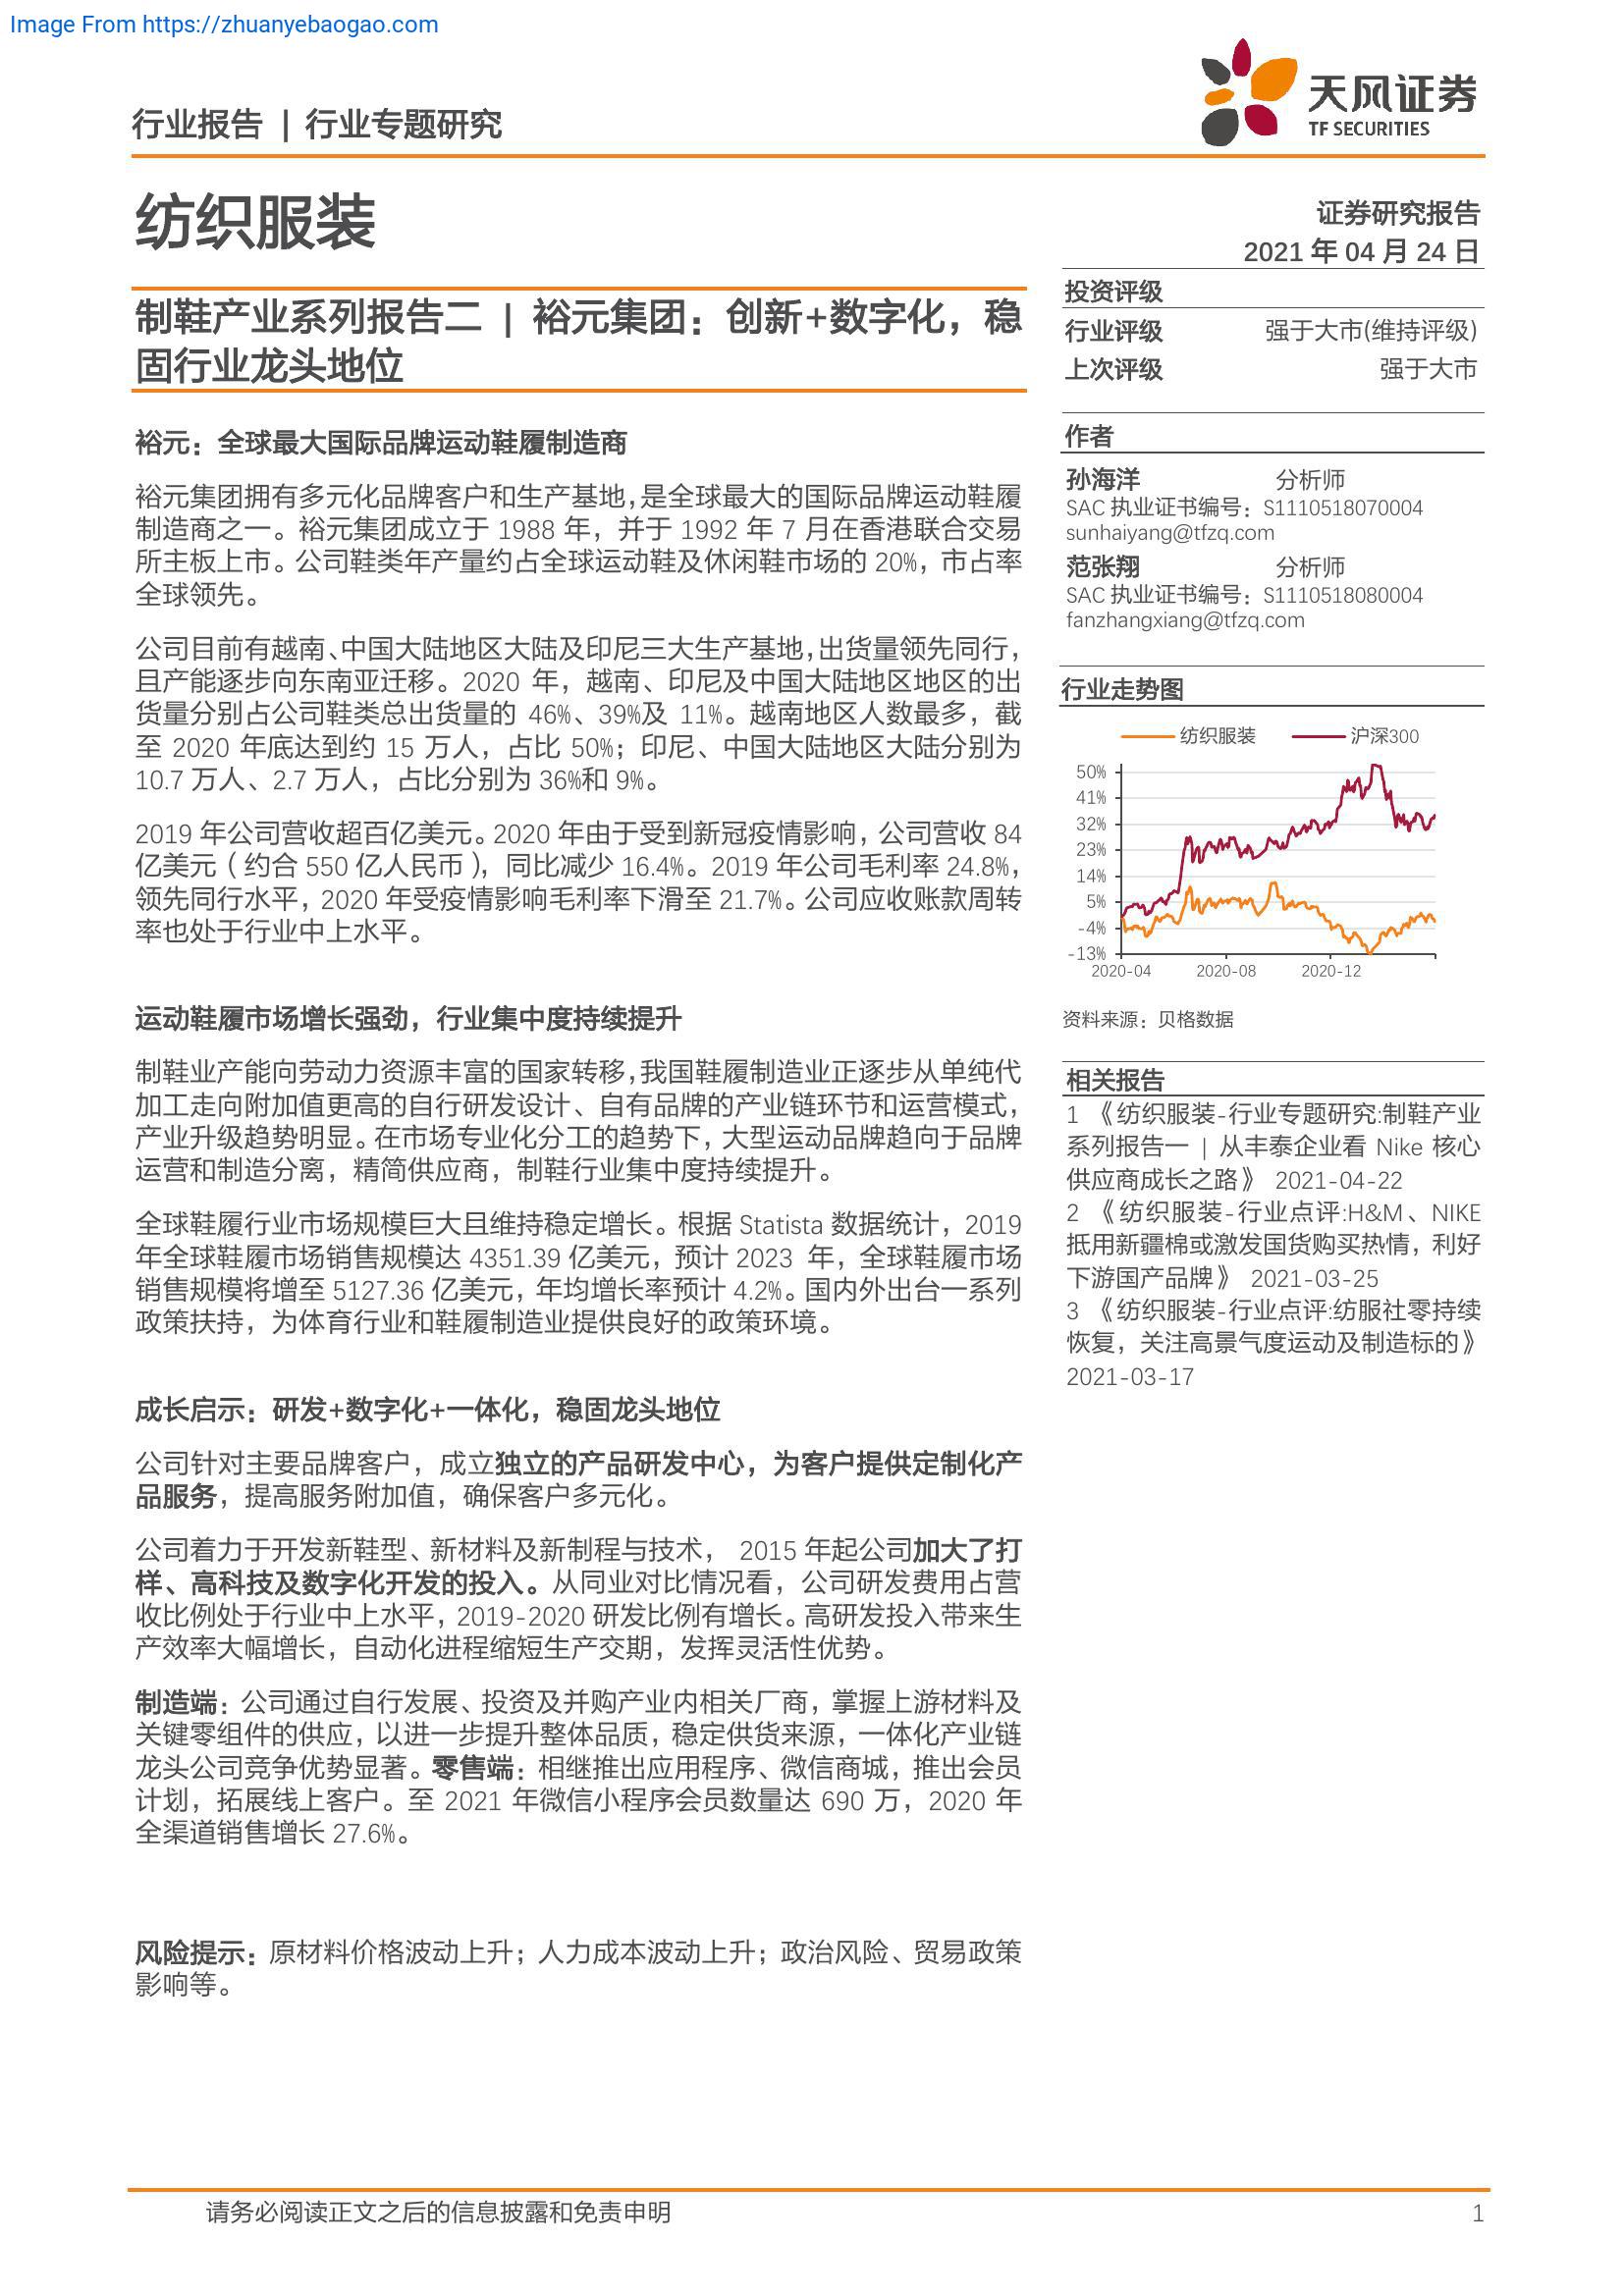 Image From https://zhuanyebaogao.com
行业报告 | 行业专题研究
天风证券
TF SECURITIES
纺织服装
制鞋产业系列报告二 | 裕元集团：创新+数字化，稳
固行业龙头地位
裕元：全球最大国际品牌运动鞋履制造商
裕元集团拥有多元化品牌客户和生产基地，是全球最大的国际品牌运动鞋履
制造商之一。裕元集团成立于 1988 年，并于 1992 年 7 月在香港联合交易
所主板上市。公司鞋类年产量约占全球运动鞋及休闲鞋市场的 20%，市占率
全球领先。
公司目前有越南、中国大陆地区大陆及印尼三大生产基地，出货量领先同行，
且产能逐步向东南亚迁移。2020 年，越南、印尼及中国大陆地区地区的出
货量分别占公司鞋类总出货量的 46%、39%及 11%。越南地区人数最多，截
至 2020 年底达到约 15 万人，占比 50%；印尼、中国大陆地区大陆分别为
10.7 万人、2.7 万人，占比分别为 36%和 9%。
2019 年公司营收超百亿美元。2020 年由于受到新冠疫情影响，公司营收 84
亿美元（约合 550 亿人民币），同比减少 16.4%。2019 年公司毛利率 24.8%，
领先同行水平，2020 年受疫情影响毛利率下滑至 21.7%。公司应收账款周转
率也处于行业中上水平。
运动鞋履市场增长强劲，行业集中度持续提升
制鞋业产能向劳动力资源丰富的国家转移，我国鞋履制造业正逐步从单纯代
加工走向附加值更高的自行研发设计、自有品牌的产业链环节和运营模式，
产业升级趋势明显。在市场专业化分工的趋势下，大型运动品牌趋向于品牌
运营和制造分离，精简供应商，制鞋行业集中度持续提升。
全球鞋履行业市场规模巨大且维持稳定增长。根据 Statista 数据统计，2019
年全球鞋履市场销售规模达 4351.39 亿美元，预计 2023 年，全球鞋履市场
销售规模将增至 5127.36 亿美元，年均增长率预计 4.2%。国内外出台一系列
政策扶持，为体育行业和鞋履制造业提供良好的政策环境。
成长启示：研发+数字化+一体化，稳固龙头地位
公司针对主要品牌客户，成立独立的产品研发中心，为客户提供定制化产
品服务，提高服务附加值，确保客户多元化。
公司着力于开发新鞋型、新材料及新制程与技术， 2015 年起公司加大了打
样、高科技及数字化开发的投入。从同业对比情况看，公司研发费用占营
收比例处于行业中上水平，2019-2020 研发比例有增长。高研发投入带来生
产效率大幅增长，自动化进程缩短生产交期，发挥灵活性优势。
制造端：公司通过自行发展、投资及并购产业内相关厂商，掌握上游材料及
关键零组件的供应，以进一步提升整体品质，稳定供货来源，一体化产业链
龙头公司竞争优势显著。零售端：相继推出应用程序、微信商城，推出会员
计划，拓展线上客户。至 2021 年微信小程序会员数量达 690 万，2020 年
全渠道销售增长 27.6%。
风险提示：原材料价格波动上升；人力成本波动上升；政治风险、贸易政策
影响等。
证券研究报告
2021 年 04 月 24 日
投资评级
行业评级 强于大市(维持评级)
上次评级 强于大市
作者
孙海洋 分析师
SAC 执业证书编号：S1110518070004
sunhaiyang@tfzq.com
范张翔 分析师
SAC 执业证书编号：S1110518080004
fanzhangxiang@tfzq.com
行业走势图
纺织服装 沪深300
50%
41%
32%
23%
14%
5%
-4%
-13%
2020-04 2020-08 2020-12
资料来源：贝格数据
相关报告
1 《纺织服装-行业专题研究:制鞋产业
系列报告一 | 从丰泰企业看 Nike 核心
供应商成长之路》 2021-04-22
2 《纺织服装-行业点评:H&M、NIKE
抵用新疆棉或激发国货购买热情，利好
下游国产品牌》 2021-03-25
3 《纺织服装-行业点评:纺服社零持续
恢复，关注高景气度运动及制造标的》
2021-03-17
请务必阅读正文之后的信息披露和免责申明 1